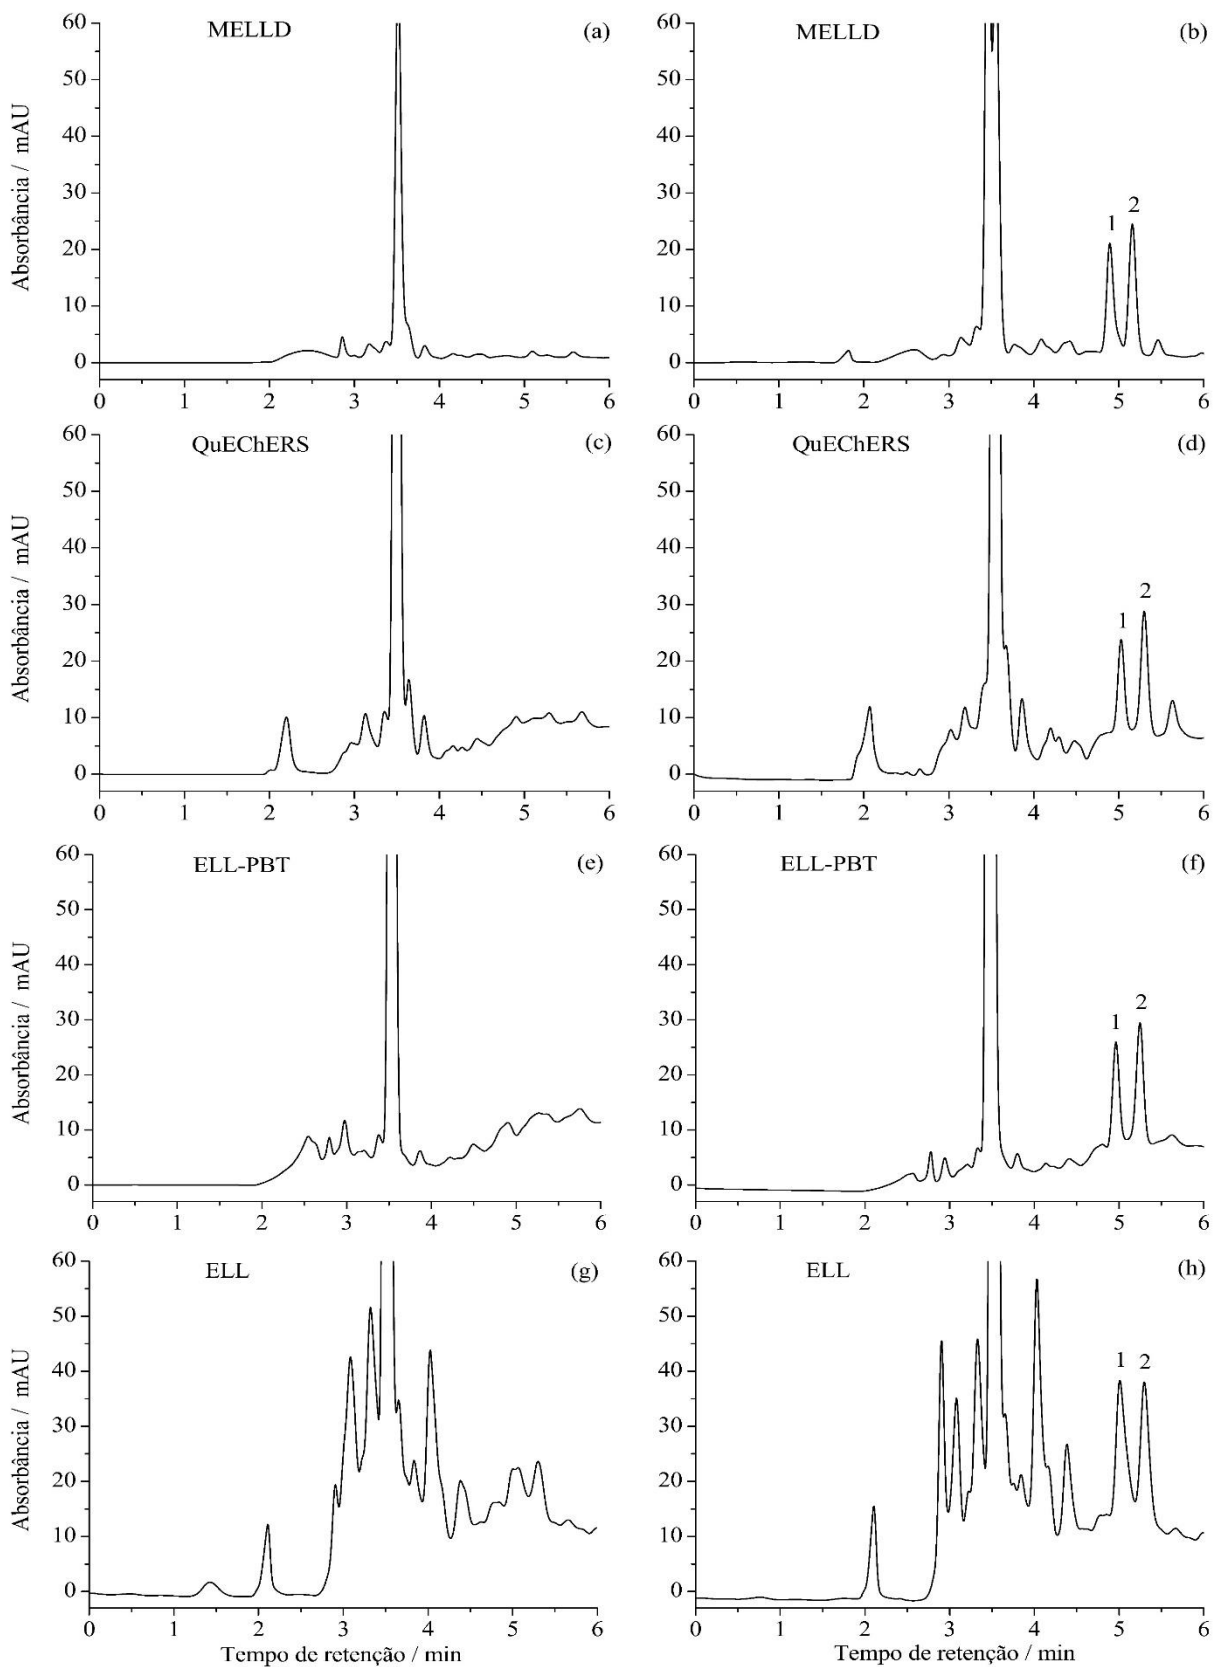 MELLD (a)
60
50
40
30
20
10
0
0 1 2 3 4 5 6
Absorbância / mAU
MELLD (b)
60
50
40
30
20
10
0
1 2
0 1 2 3 4 5 6
QuEChERS (c)
60
50
40
30
20
10
0
0 1 2 3 4 5 6
Absorbância / mAU
QuEChERS (d)
60
50
40
30
20
10
0
1 2
0 1 2 3 4 5 6
ELL-PBT (e)
60
50
40
30
20
10
0
0 1 2 3 4 5 6
Absorbância / mAU
ELL-PBT (f)
60
50
40
30
20
10
0
1 2
0 1 2 3 4 5 6
ELL (g)
60
50
40
30
20
10
0
0 1 2 3 4 5 6
Absorbância / mAU
Tempo de retenção / min
ELL (h)
60
50
40
30
20
10
0
1 2
0 1 2 3 4 5 6
Tempo de retenção / min